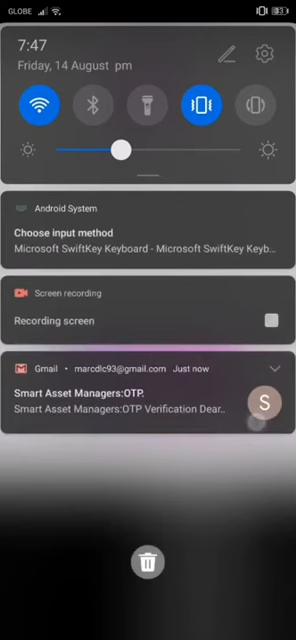 GLOBE
7:47
Friday, 14 August pm
Android System
Choose input method
Microsoft SwiftKey Keyboard - Microsoft SwiftKey Keyb...
Screen recording
Recording screen
Gmail • marcdlc93@gmail.com Just now
Smart Asset Managers:OTP.
Smart Asset Managers:OTP Verification Dear..
S